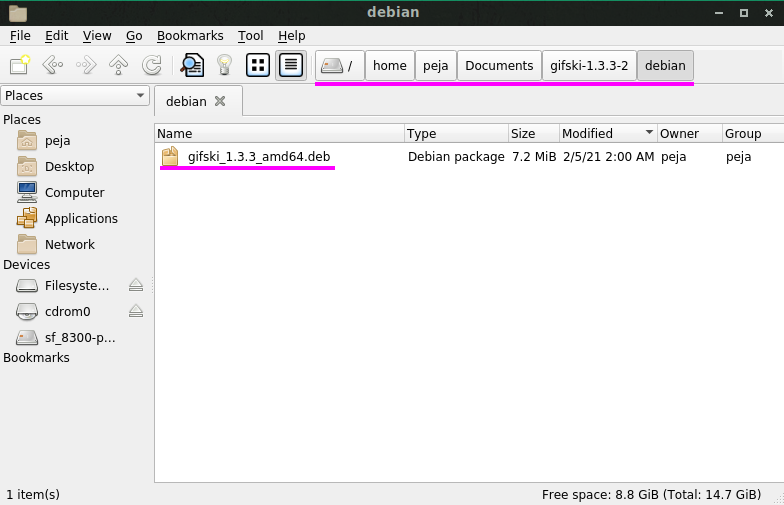 debian
File Edit View Go Bookmarks Tool Help
/ home peja Documents gifski-1.3.3-2 debian
Places
debian
Places
Name Type Size Modified Owner Group
peja
gifski_1.3.3_amd64.deb Debian package 7.2 MiB 2/5/21 2:00 AM peja peja
Desktop
Computer
Applications
Network
Devices
Filesyste...
cdrom0
sf_8300-p...
Bookmarks
1 item(s) Free space: 8.8 GiB (Total: 14.7 GiB)